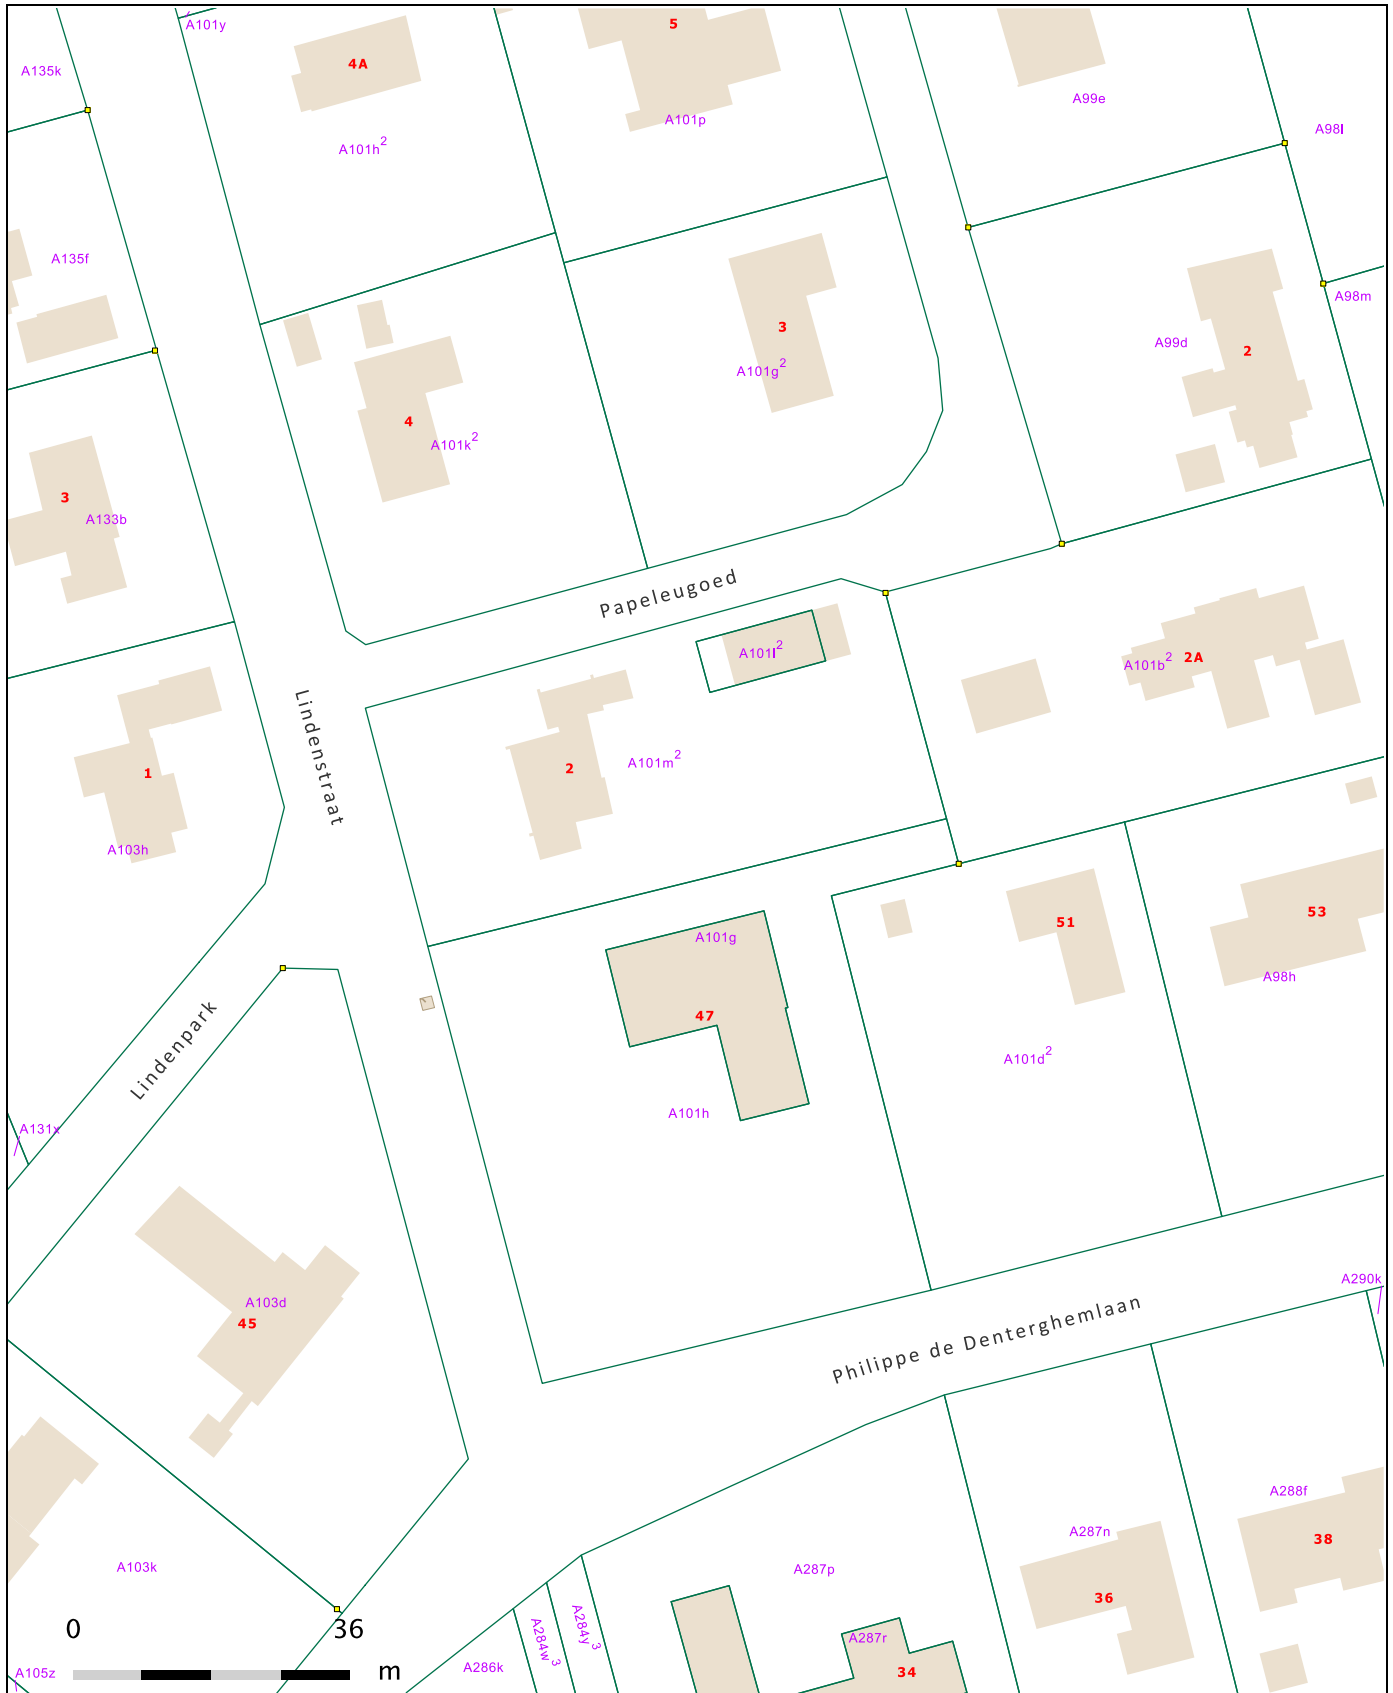 A101y
5
4A
A135k
A99e
A101p
A98l
A101h²
A135f
A98m
3
A99d
2
A101g²
4
A101k²
3
A133b
Papeleugoed
A101l²
A101b²
2A
Lindenstraat
2
A101m²
1
A103h
51
53
A101g
A98h
47
Lindenpark
A101d²
A101h
A131x
A290k
A103d
45
Philippe de Denterghemlaan
A288f
A287n
38
A103k
A287p
36
0
36
A284w³
A284y³
A287r
A286k
34
A105z
m